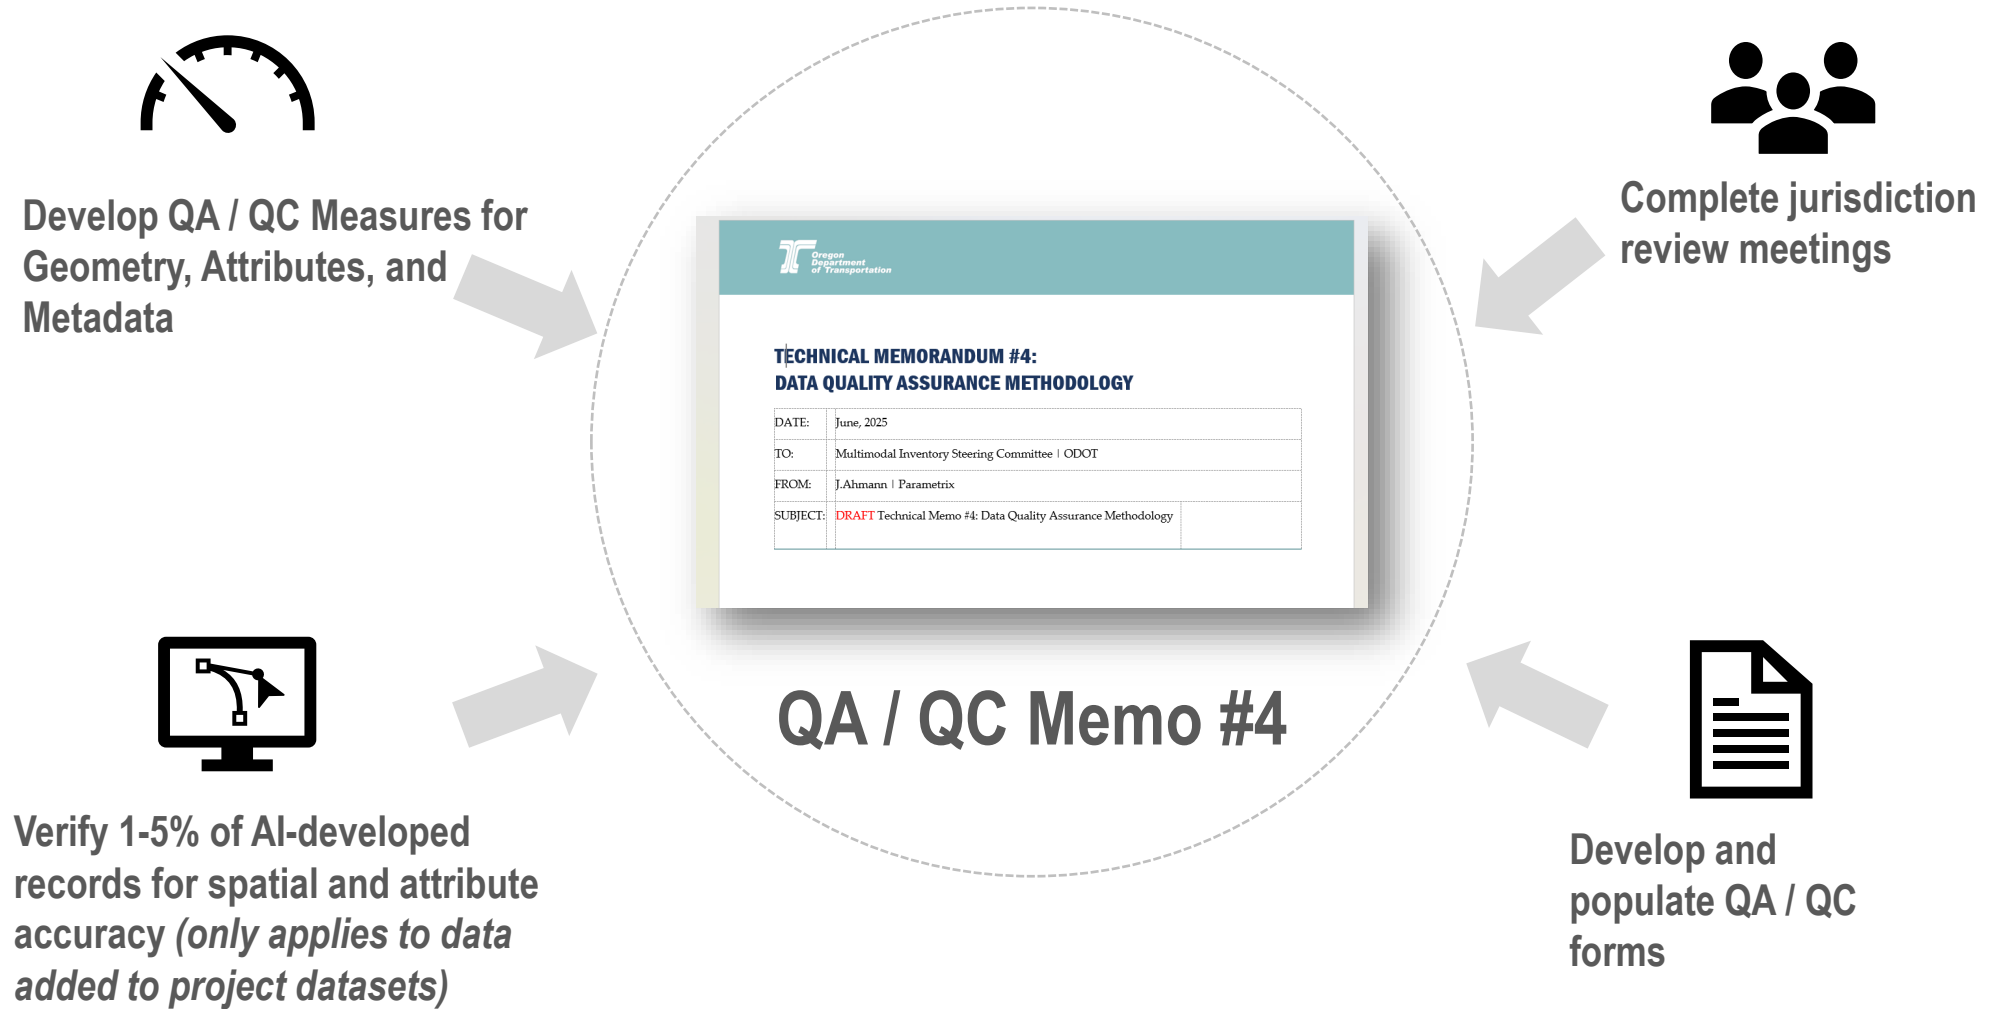 Develop QA / QC Measures for
Geometry, Attributes, and
Metadata
Complete jurisdiction
review meetings
Oregon
Department
of Transportation
TECHNICAL MEMORANDUM #4:
DATA QUALITY ASSURANCE METHODOLOGY
DATE: June, 2025
TO: Multimodal Inventory Steering Committee | ODOT
FROM: J.Ahmann | Parametrix
SUBJECT: DRAFT Technical Memo #4: Data Quality Assurance Methodology
QA / QC Memo #4
Verify 1-5% of AI-developed
records for spatial and attribute
accuracy (only applies to data
added to project datasets)
Develop and
populate QA / QC
forms